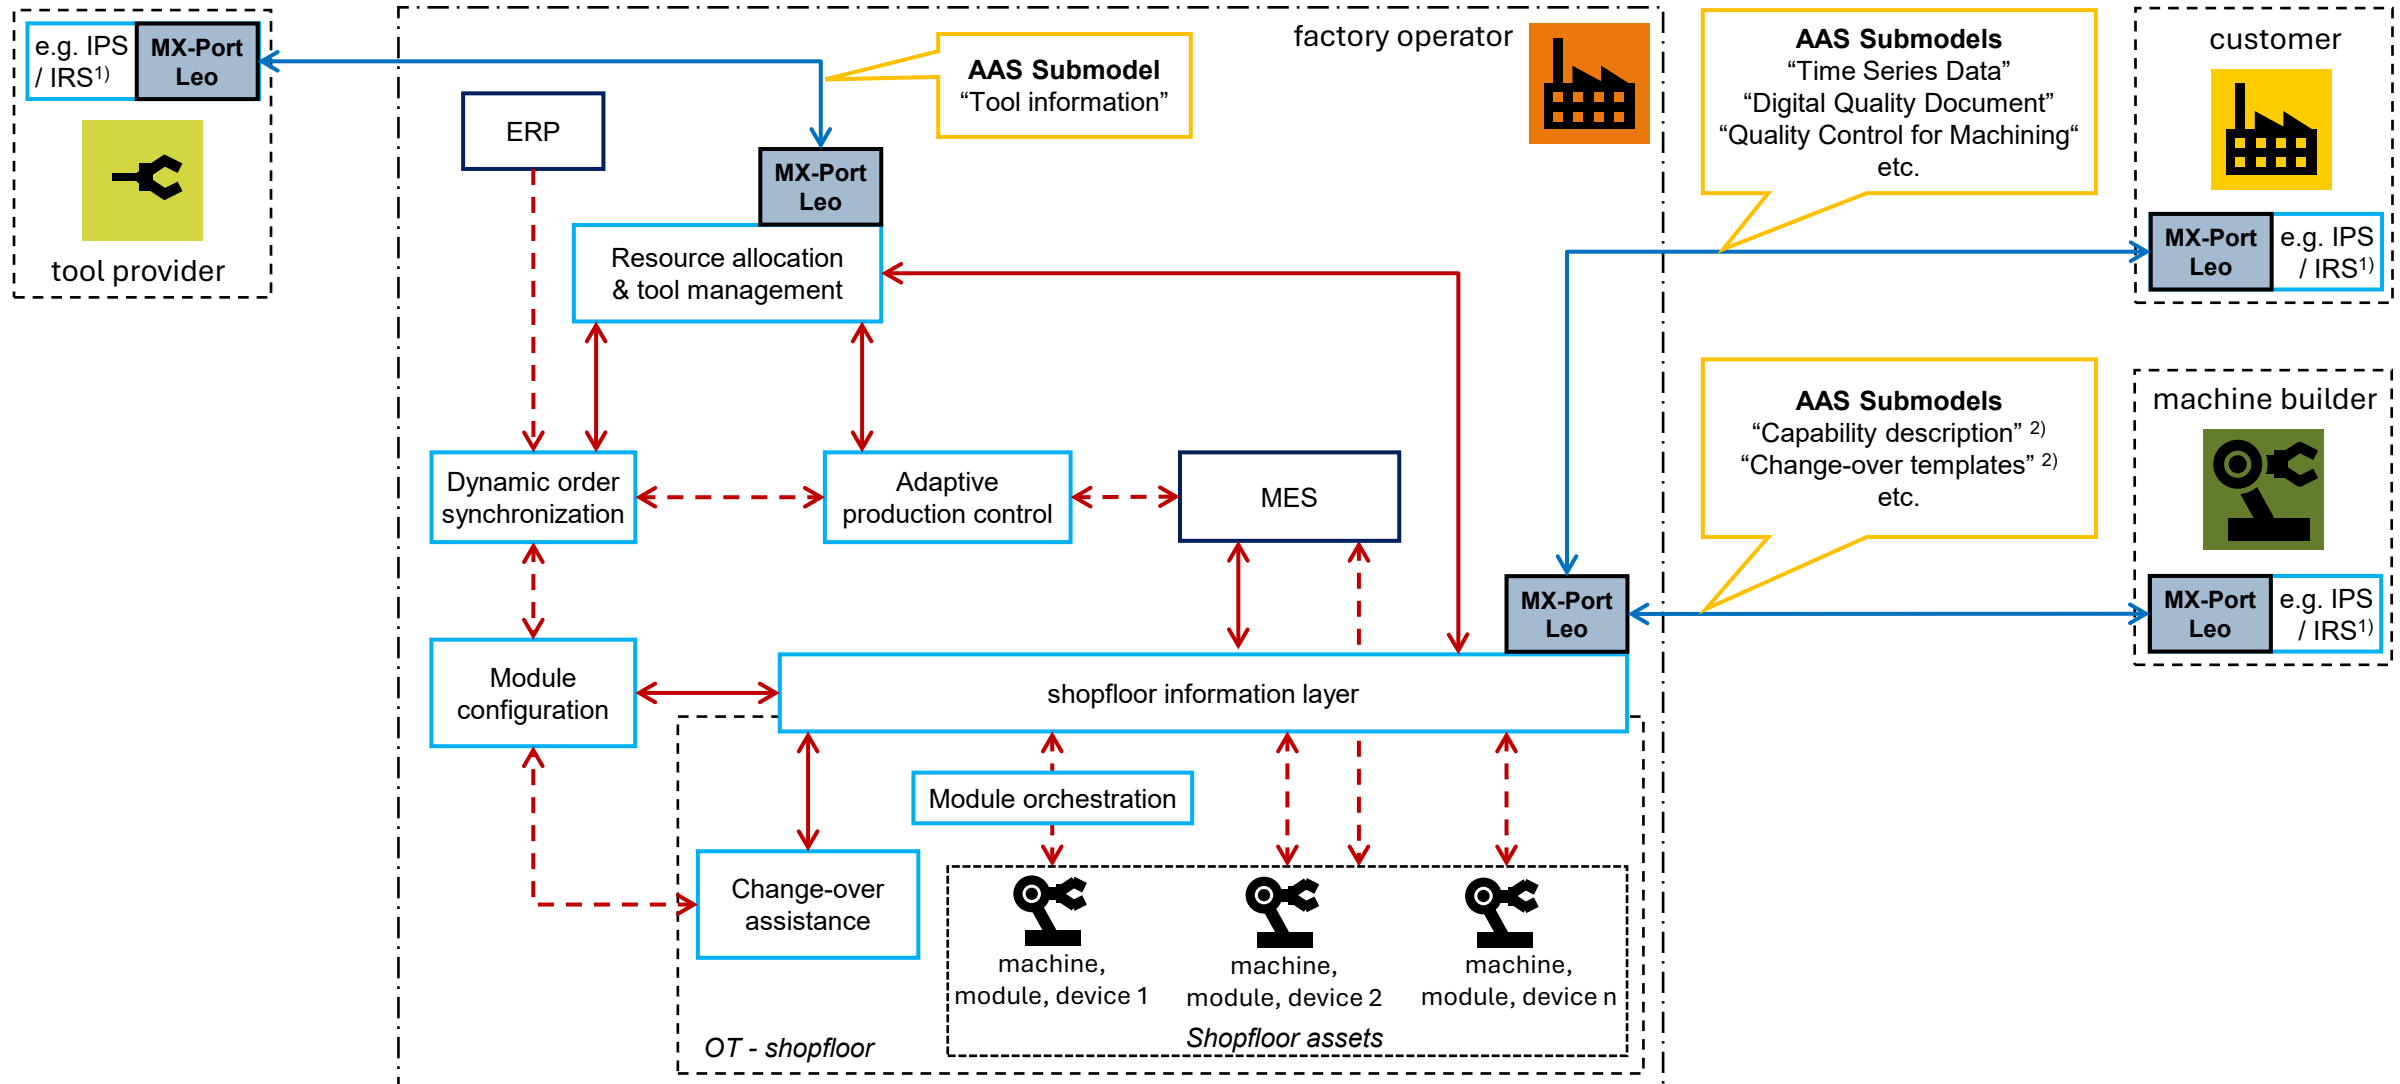 e.g. IPS
/ IRS1)
MX-Port
Leo
tool provider
factory operator
AAS Submodel
“Tool information”
ERP
MX-Port
Leo
Resource allocation
& tool management
Dynamic order
synchronization
Adaptive
production control
MES
Module
configuration
MX-Port
Leo
shopfloor information layer
Module orchestration
Change-over
assistance
machine,
module, device 1
machine,
module, device 2
machine,
module, device n
Shopfloor assets
OT - shopfloor
AAS Submodels
“Time Series Data”
“Digital Quality Document”
“Quality Control for Machining“
etc.
customer
MX-Port
Leo
e.g. IPS
/ IRS1)
AAS Submodels
“Capability description” 2)
“Change-over templates” 2)
etc.
machine builder
MX-Port
Leo
e.g. IPS
/ IRS1)